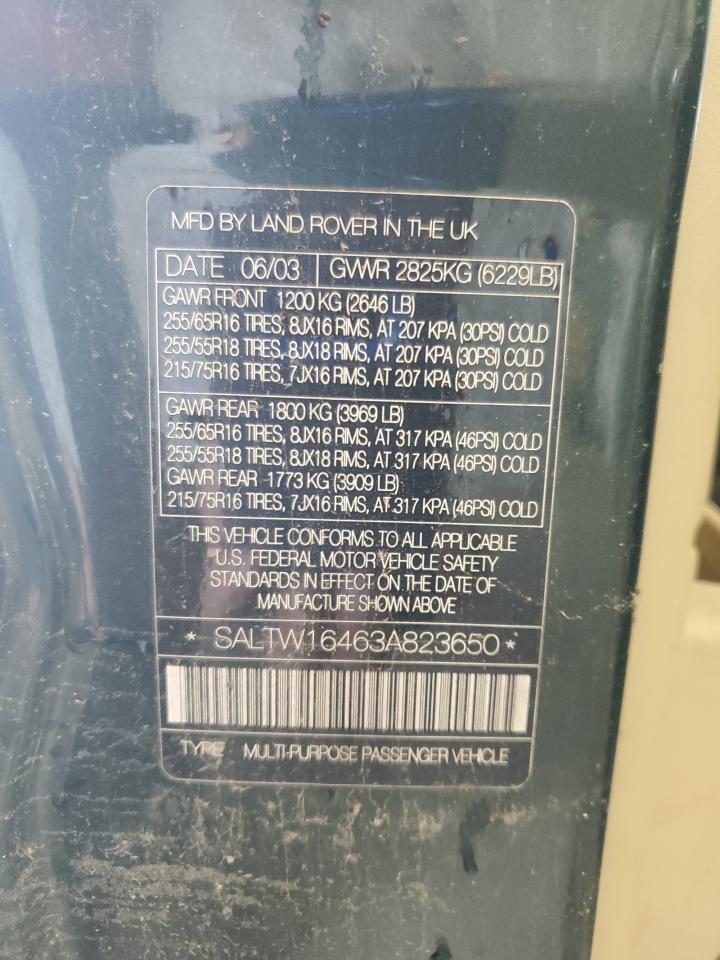 MFD BY LAND ROVER IN THE UK
DATE 06/03 GVWR 2825KG (6229LB)
GAWR FRONT 1200 KG (2646 LB)
255/65R16 TIRES, 8JX16 RIMS, AT 207 KPA (30PSI) COLD
255/55R18 TIRES, 8JX18 RIMS, AT 207 KPA (30PSI) COLD
215/75R16 TIRES, 7JX16 RIMS, AT 207 KPA (30PSI) COLD
GAWR REAR 1800 KG (3969 LB)
255/65R16 TIRES, 8JX16 RIMS, AT 317 KPA (46PSI) COLD
255/55R18 TIRES, 8JX18 RIMS, AT 317 KPA (46PSI) COLD
GAWR REAR 1773 KG (3909 LB)
215/75R16 TIRES, 7JX16 RIMS, AT 317 KPA (46PSI) COLD
THIS VEHICLE CONFORMS TO ALL APPLICABLE
U.S. FEDERAL MOTOR VEHICLE SAFETY
STANDARDS IN EFFECT ON THE DATE OF
MANUFACTURE SHOWN ABOVE
* SALTW16463A823650 *
TYPE MULTI-PURPOSE PASSENGER VEHICLE